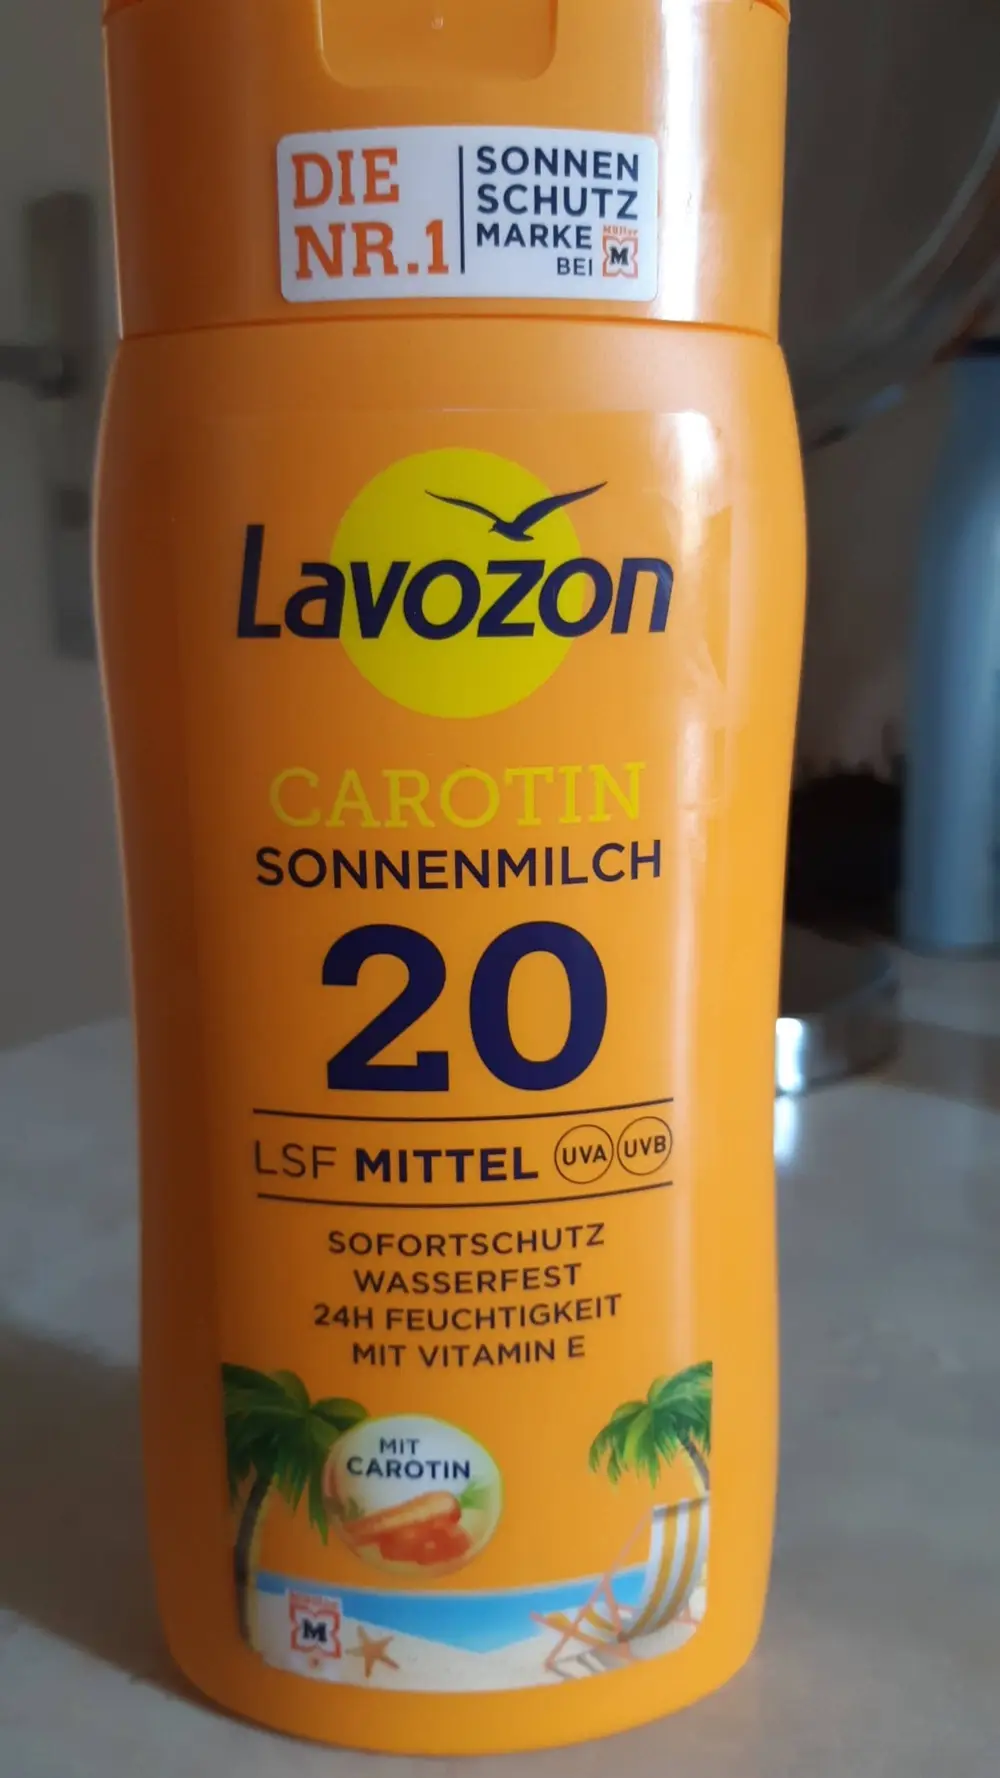 DIE
NR.1
SONNEN
SCHUTZ
MARKE
BEI
Müller
M
Lavozon
CAROTIN
SONNENMILCH
20
LSF MITTEL UVA UVB
SOFORTSCHUTZ
WASSERFEST
24H FEUCHTIGKEIT
MIT VITAMIN E
MIT
CAROTIN
M